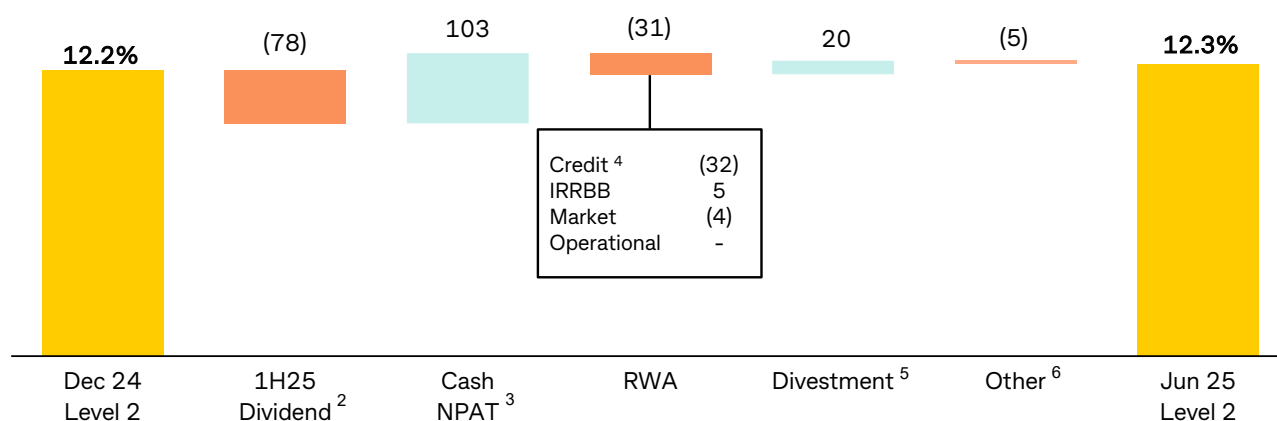 12.2%
(78)
103
(31)
20
(5)
12.3%
Credit 4 (32)
IRRBB 5
Market (4)
Operational -
Dec 24
Level 2
1H25
Dividend 2
Cash
NPAT 3
RWA
Divestment 5
Other 6
Jun 25
Level 2